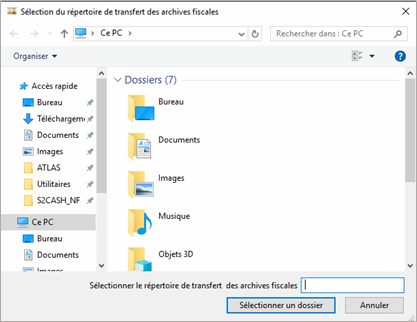 Sélection du répertoire de transfert des archives fiscales
Ce PC
Rechercher dans : Ce PC
Organiser
Accès rapide
Bureau
Téléchargeme
Documents
Images
ATLAS
Utilitaires
S2CASH_NF
Ce PC
Bureau
Documents
Images
Dossiers (7)
Bureau
Documents
Images
Musique
Objets 3D
Sélectionner le répertoire de transfert des archives fiscales
Sélectionner un dossier
Annuler